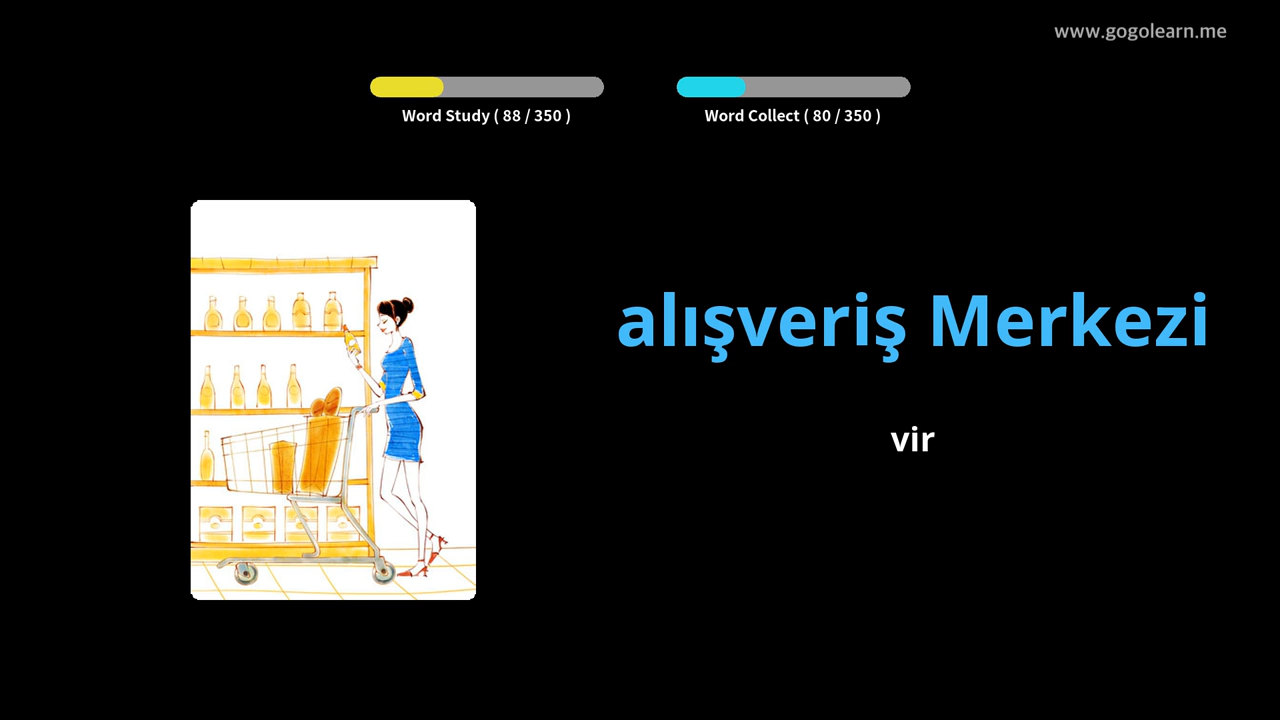 www.gogolearn.me
Word Study ( 88 / 350 )
Word Collect ( 80 / 350 )
alışveriş Merkezi
vir